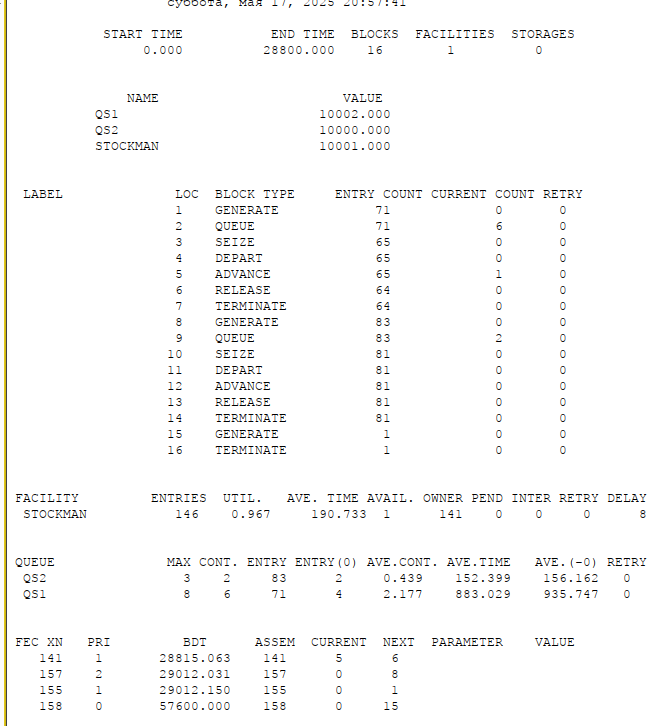 суббота, Мая 17, 2025 20:57:41
START TIME END TIME BLOCKS FACILITIES STORAGES
0.000 28800.000 16 1 0
NAME VALUE
QS1 10002.000
QS2 10000.000
STOCKMAN 10001.000
LABEL LOC BLOCK TYPE ENTRY COUNT CURRENT COUNT RETRY
1 GENERATE 71 0 0
2 QUEUE 71 6 0
3 SEIZE 65 0 0
4 DEPART 65 0 0
5 ADVANCE 65 1 0
6 RELEASE 64 0 0
7 TERMINATE 64 0 0
8 GENERATE 83 0 0
9 QUEUE 83 2 0
10 SEIZE 81 0 0
11 DEPART 81 0 0
12 ADVANCE 81 0 0
13 RELEASE 81 0 0
14 TERMINATE 81 0 0
15 GENERATE 1 0 0
16 TERMINATE 1 0 0
FACILITY ENTRIES UTIL. AVE. TIME AVAIL. OWNER PEND INTER RETRY DELAY
STOCKMAN 146 0.967 190.733 1 141 0 0 0 8
QUEUE MAX CONT. ENTRY ENTRY(0) AVE.CONT. AVE.TIME AVE.(-0) RETRY
QS2 3 2 83 2 0.439 152.399 156.162 0
QS1 8 6 71 4 2.177 883.029 935.747 0
FEC XN PRI BDT ASSEM CURRENT NEXT PARAMETER VALUE
141 1 28815.063 141 5 6
157 2 29012.031 157 0 8
155 1 29012.150 155 0 1
158 0 57600.000 158 0 15